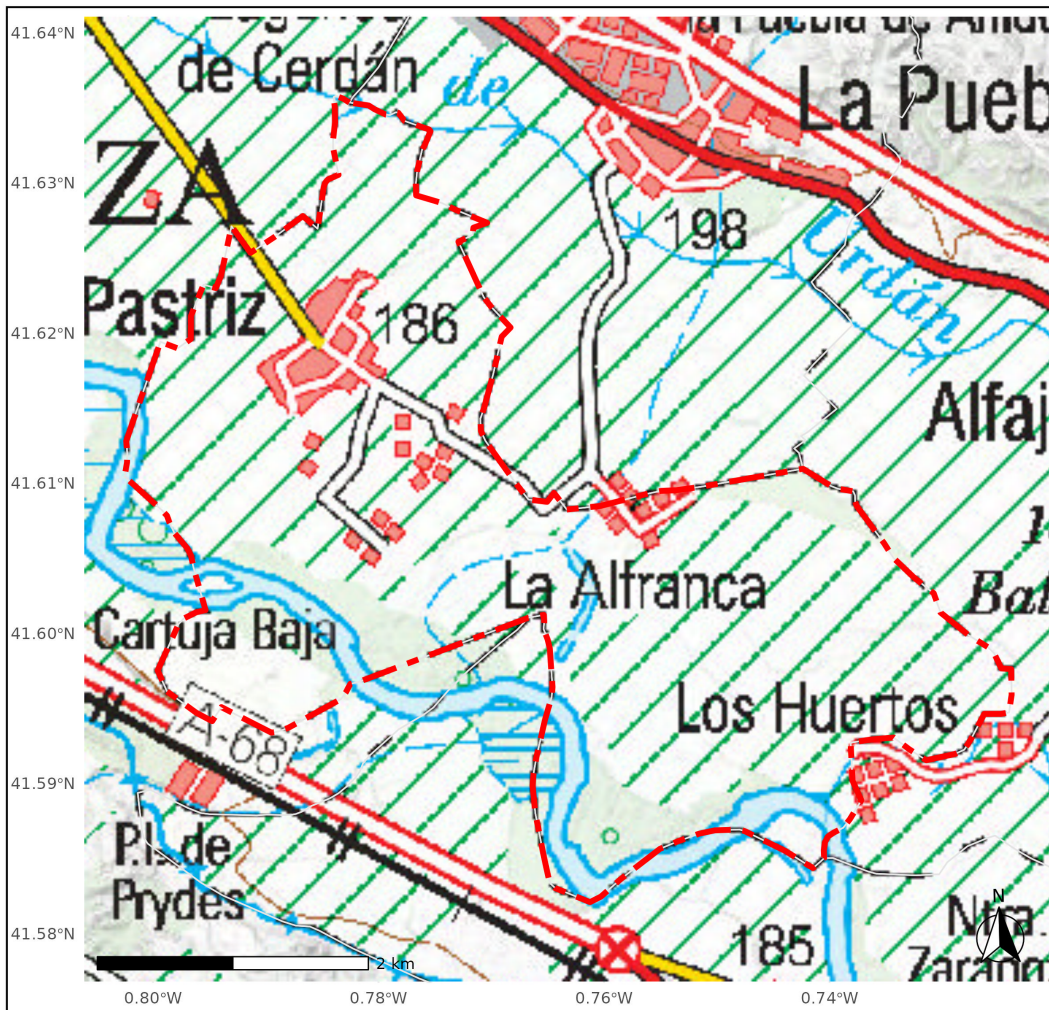 41.64°N
de Cerdán
de
La Pueb
ZA
41.63°N
198
Urdán
Pastriz
186
41.62°N
Alfaj
41.61°N
La Alfranca
Bal
41.60°N
Cartuja Baja
Los Huertos
A-68
41.59°N
P.I. de
Prydes
N
Ntra.
185
41.58°N
Zarago
2 km
0.80°W
0.78°W
0.76°W
0.74°W